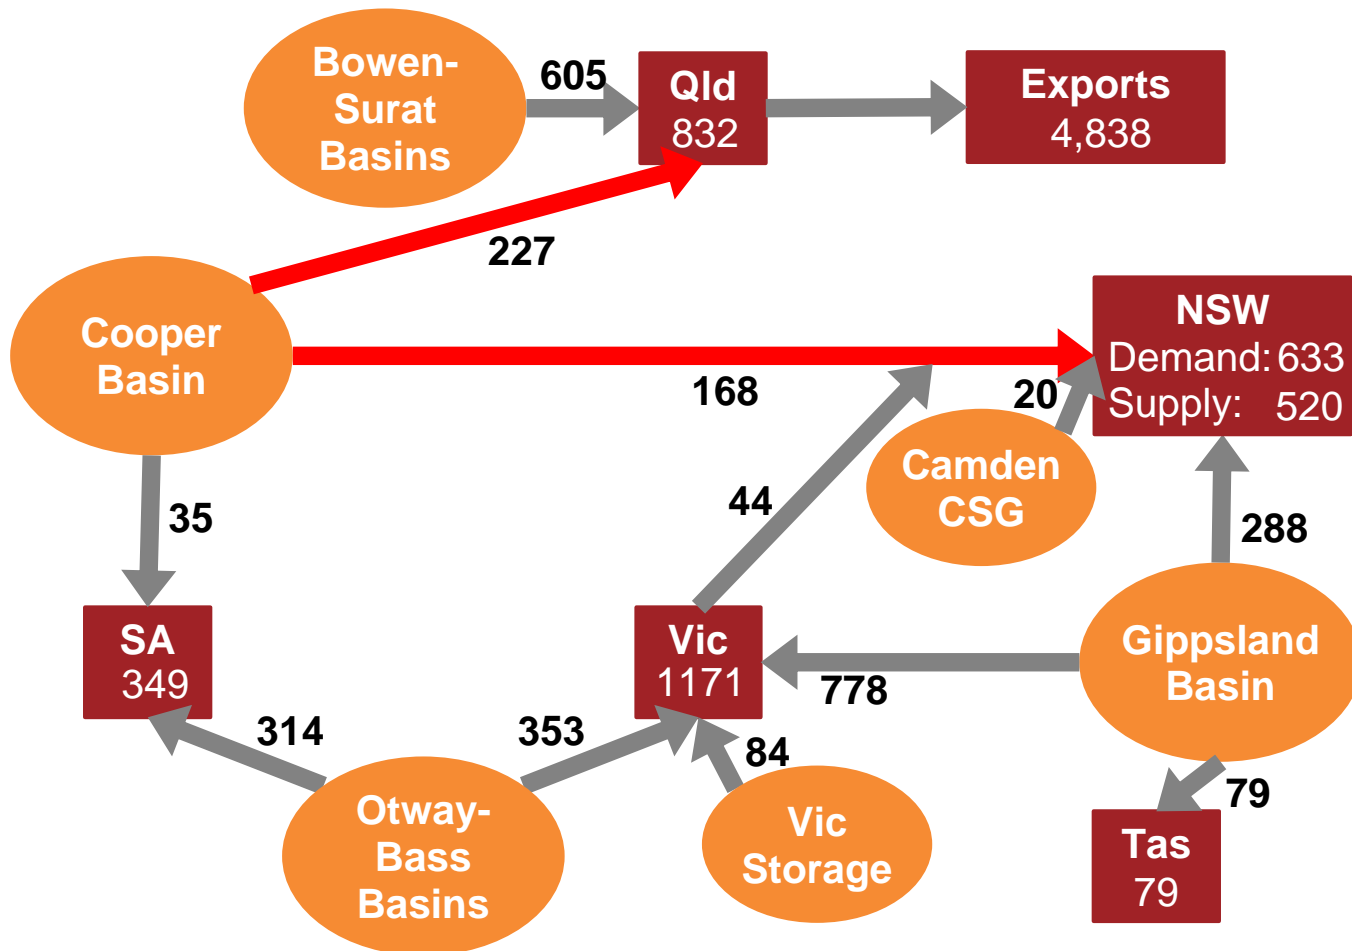 Bowen-
Surat
Basins
605
Qld
832
Exports
4,838
227
Cooper
Basin
168
NSW
Demand: 633
Supply: 520
20
Camden
CSG
44
35
288
SA
349
Vic
1171
778
Gippsland
Basin
314
353
84
79
Otway-
Bass
Basins
Vic
Storage
Tas
79